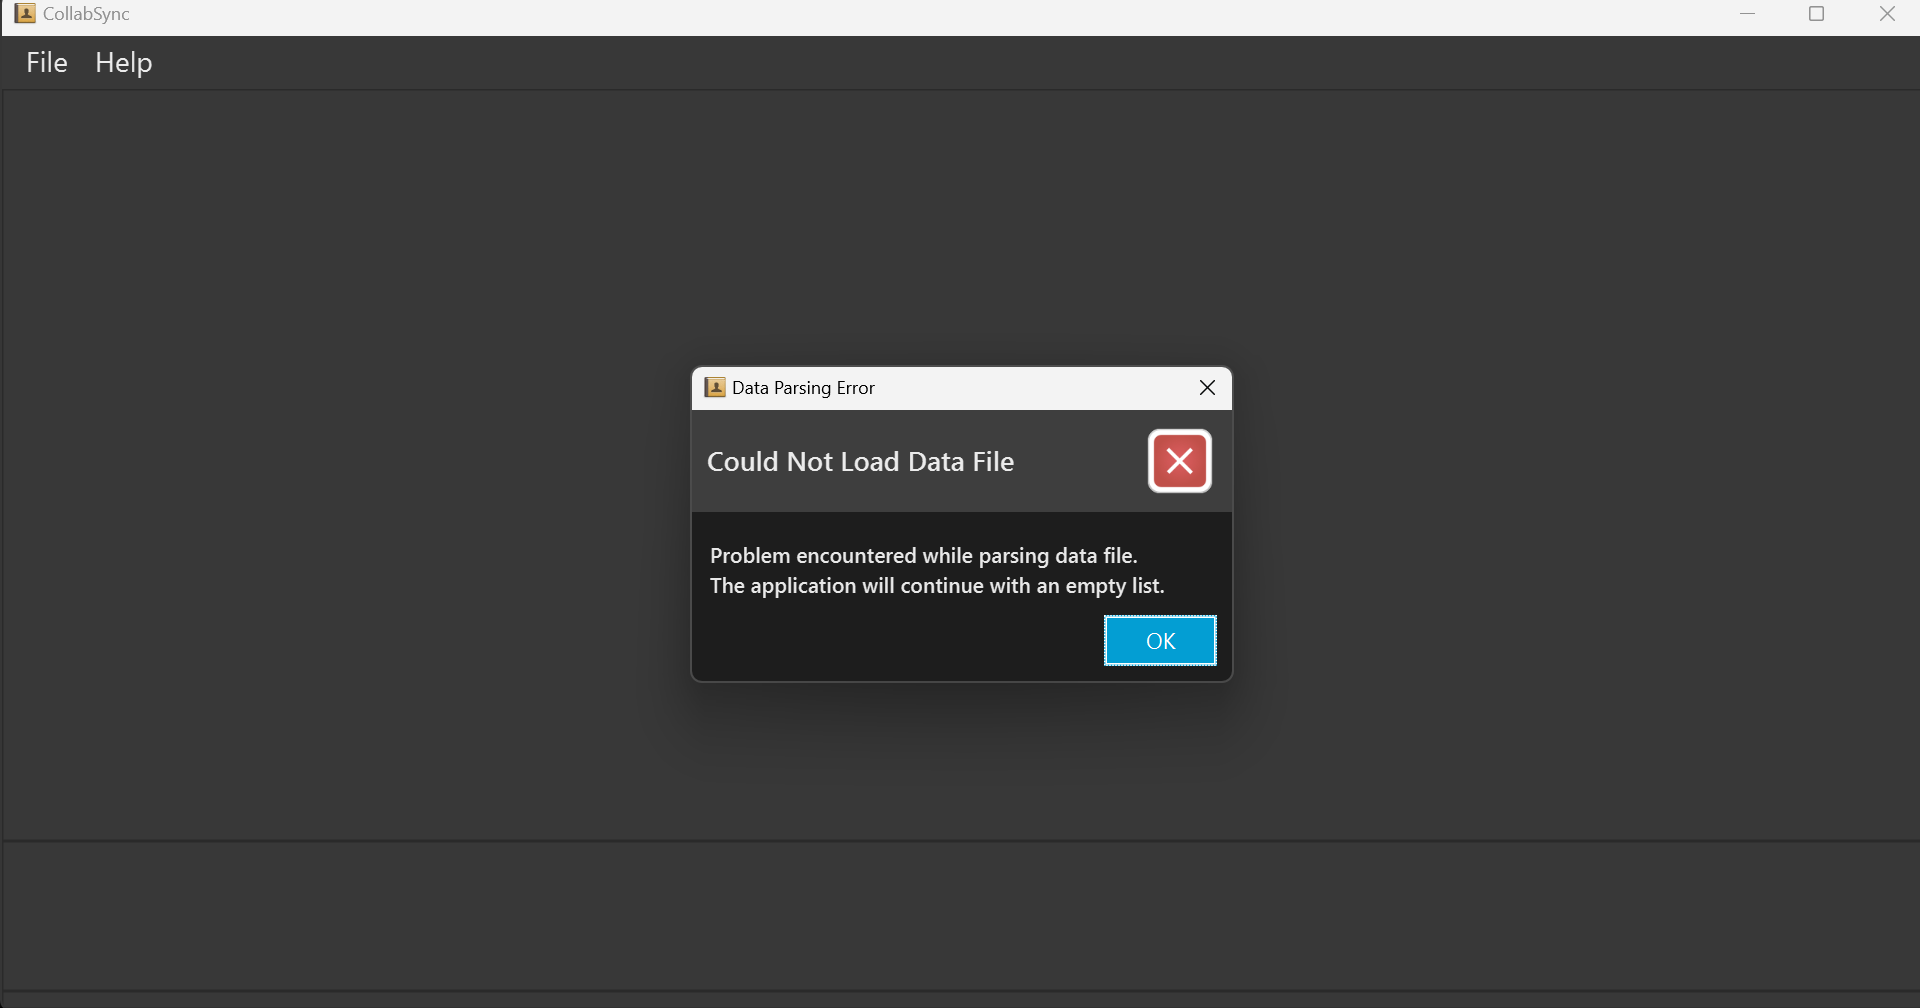 CollabSync
File Help
Data Parsing Error
Could Not Load Data File
Problem encountered while parsing data file.
The application will continue with an empty list.
OK